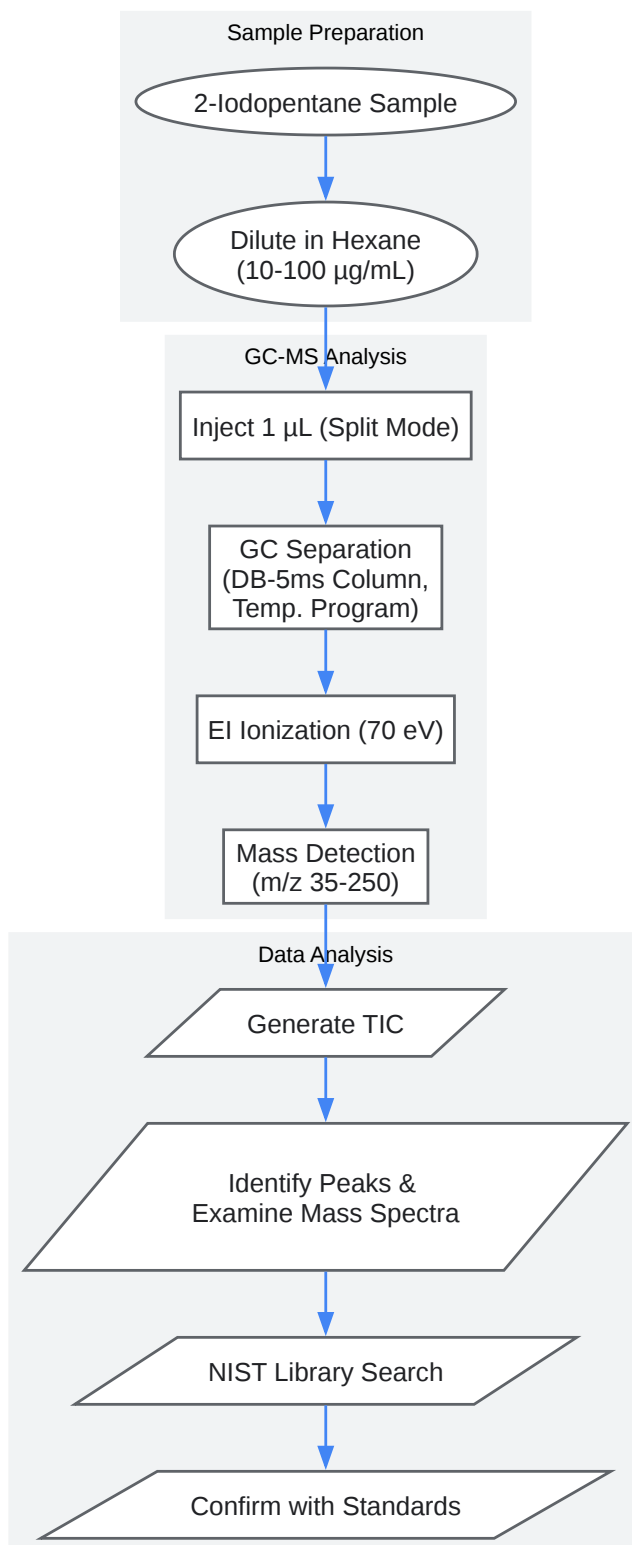 Sample Preparation
2-Iodopentane Sample
Dilute in Hexane
(10-100 µg/mL)
GC-MS Analysis
Inject 1 µL (Split Mode)
GC Separation
(DB-5ms Column,
Temp. Program)
EI Ionization (70 eV)
Mass Detection
(m/z 35-250)
Data Analysis
Generate TIC
Identify Peaks &
Examine Mass Spectra
NIST Library Search
Confirm with Standards